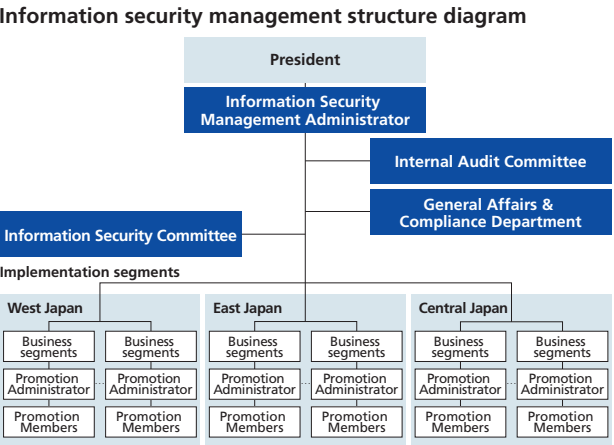 Information security management structure diagram
President
Information Security
Management Administrator
Internal Audit Committee
General Affairs &
Compliance Department
Information Security Committee
Implementation segments
West Japan
Business
segments
Business
segments
Promotion
Administrator
Promotion
Administrator
Promotion
Members
Promotion
Members
East Japan
Business
segments
Business
segments
Promotion
Administrator
Promotion
Administrator
Promotion
Members
Promotion
Members
Central Japan
Business
segments
Business
segments
Promotion
Administrator
Promotion
Administrator
Promotion
Members
Promotion
Members